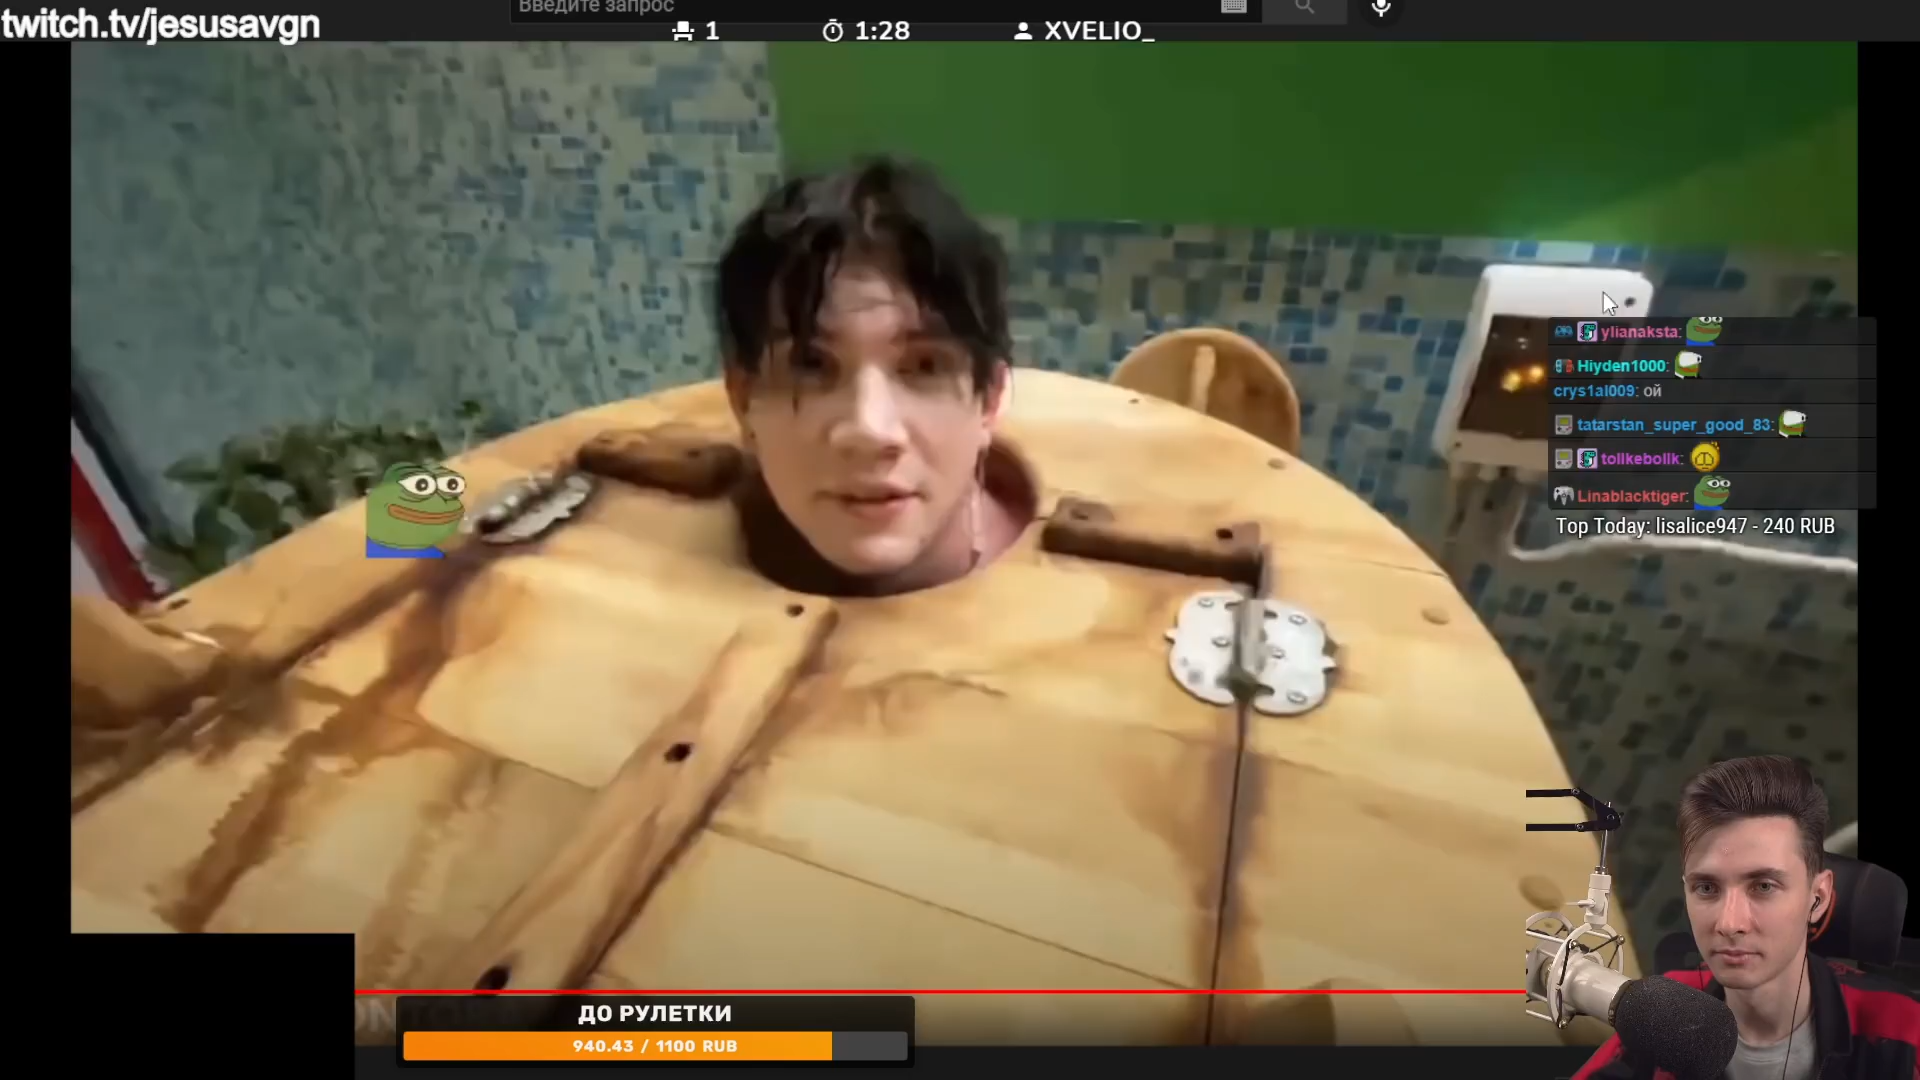 twitch.tv/jesusavgn
Введите запрос
1
1:28
XVELIO_
ylianaksta:
Hiyden1000:
crys1al009: ой
tatarstan_super_good_83:
tollkebollk:
Linablacktiger:
Top Today: lisalice947 - 240 RUB
ДО РУЛЕТКИ
940.43 / 1100 RUB